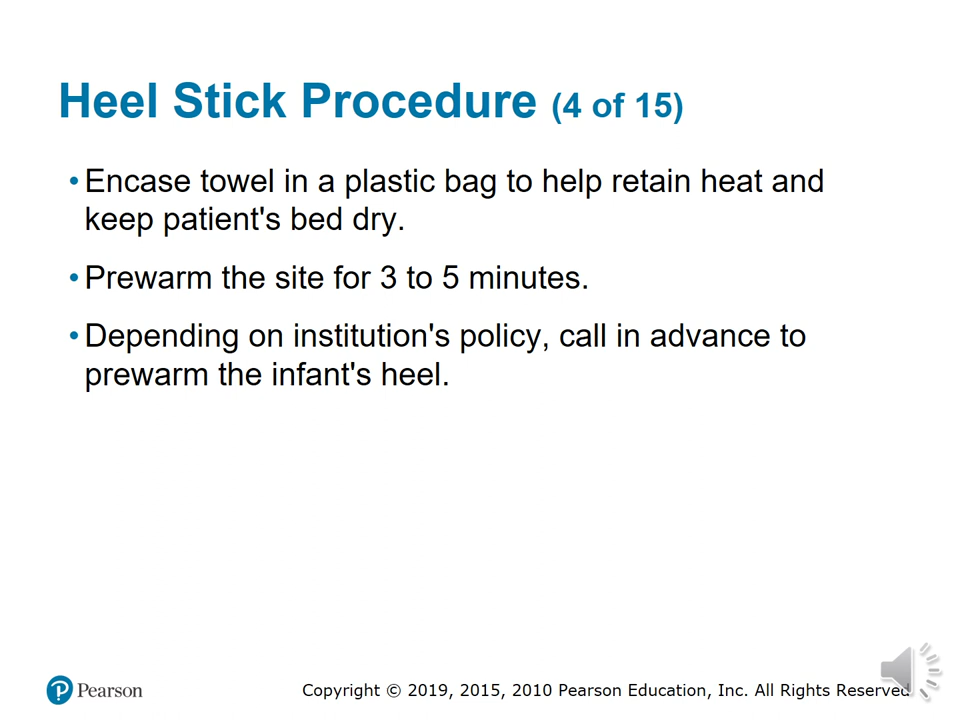 Heel Stick Procedure (4 of 15)
• Encase towel in a plastic bag to help retain heat and
keep patient's bed dry.
• Prewarm the site for 3 to 5 minutes.
• Depending on institution's policy, call in advance to
prewarm the infant's heel.
Pearson
Copyright © 2019, 2015, 2010 Pearson Education, Inc. All Rights Reserved